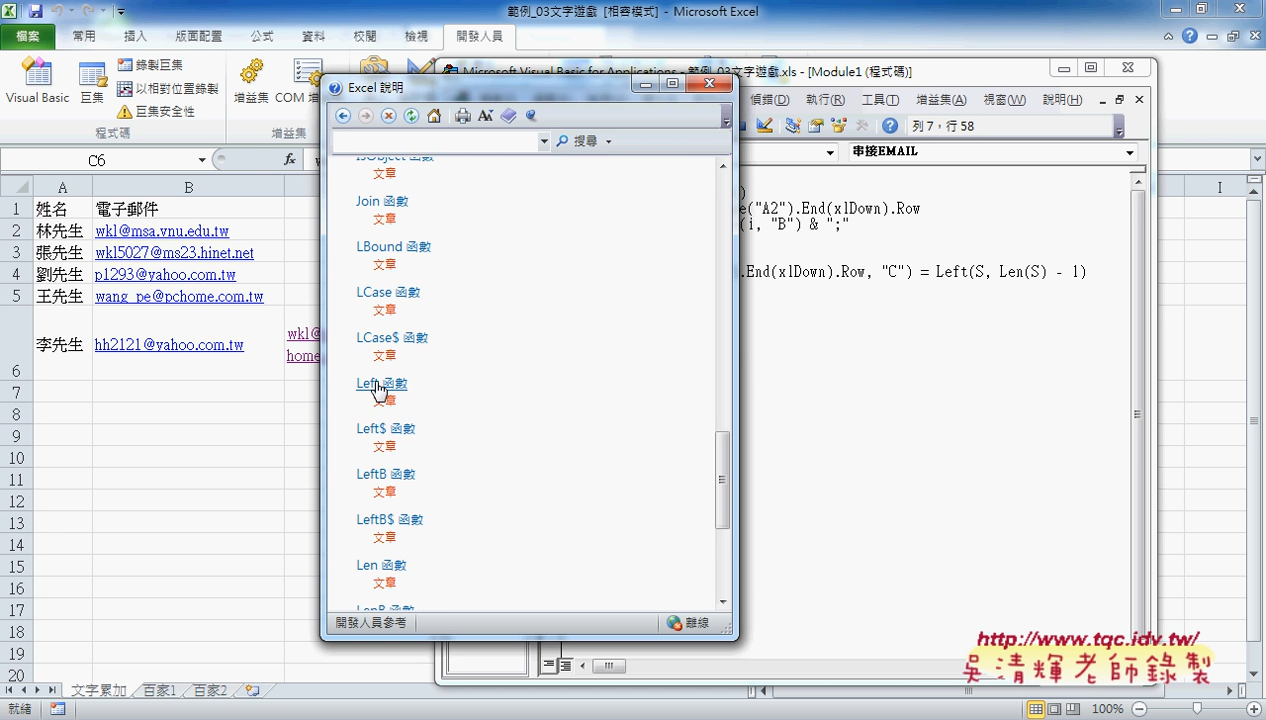 範例_03文字遊戲 [相容模式] - Microsoft Excel
檔案 常用 插入 版面配置 公式 資料 校閱 檢視 開發人員
Visual Basic 巨集 錄製巨集 以相對位置錄製 巨集安全性 增益集 COM 增
程式碼 增益集
Microsoft Visual Basic for Applications - 範例_03文字遊戲.xls - [Module1 (程式碼)]
偵錯(D) 執行(R) 工具(T) 增益集(A) 視窗(W) 說明(H)
列 7，行 58
串接EMAIL
e("A2").End(xlDown).Row
(i, "B") & ";"
.End(xlDown).Row, "C") = Left(S, Len(S) - 1)
Excel 說明
搜尋
IsObject 函數
文章
Join 函數
文章
LBound 函數
文章
LCase 函數
文章
LCase$ 函數
文章
Left 函數
文章
Left$ 函數
文章
LeftB 函數
文章
LeftB$ 函數
文章
Len 函數
文章
LenB 函數
開發人員參考 離線
C6 fx
A B I
1 姓名 電子郵件
2 林先生 wkl@msa.vnu.edu.tw
3 張先生 wkl5027@ms23.hinet.net
4 劉先生 p1293@yahoo.com.tw
5 王先生 wang_pe@pchome.com.tw
6 李先生 hh2121@yahoo.com.tw wkl@
home
7
8
9
10
11
12
13
14
15
16
17
18
19
20
文字累加 百家1 百家2
就緒 100%
http://www.tqc.idv.tw/
吳清輝老師錄製